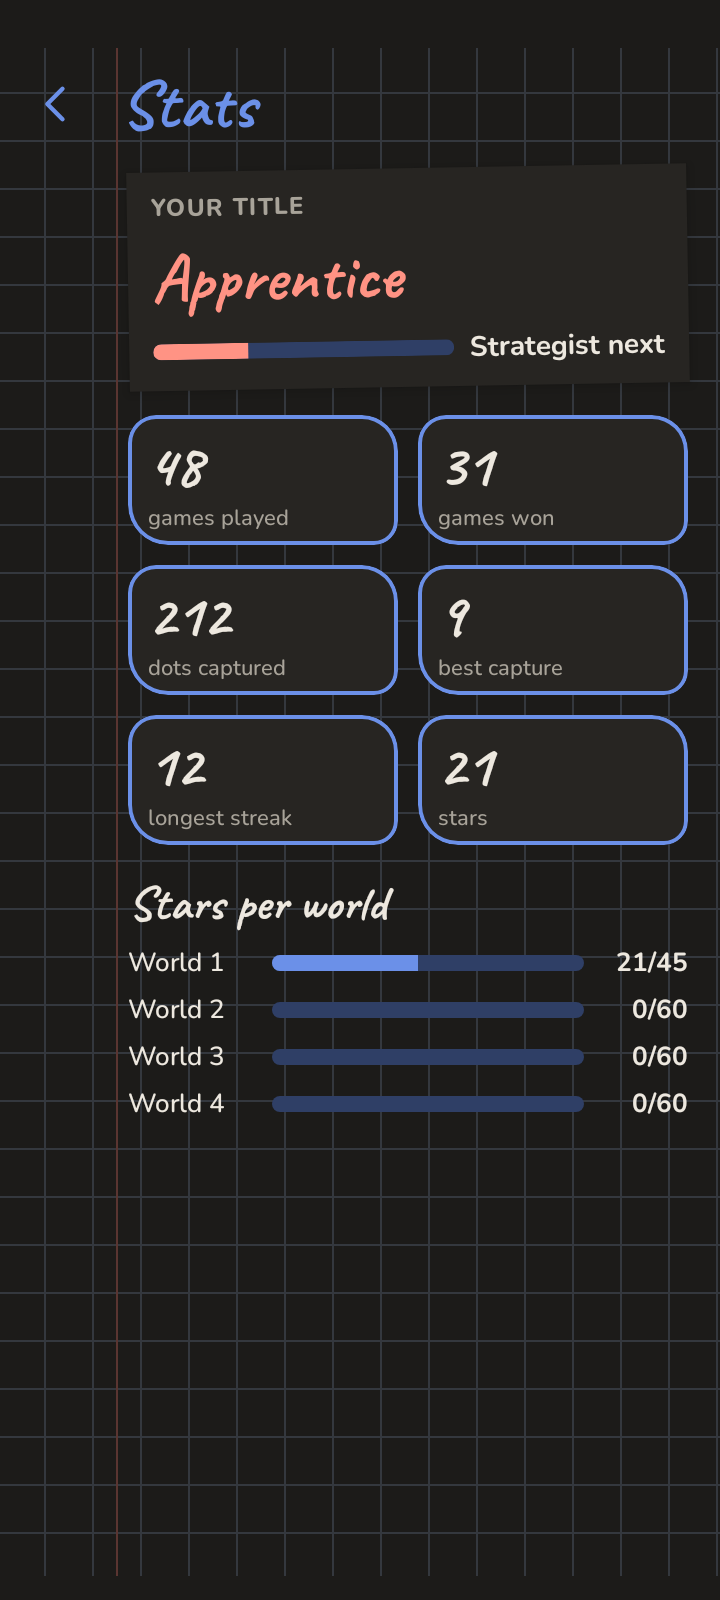 Stats
YOUR TITLE
Apprentice
Strategist next
48
games played
31
games won
212
dots captured
9
best capture
12
longest streak
21
stars
Stars per world
World 1 21/45
World 2 0/60
World 3 0/60
World 4 0/60